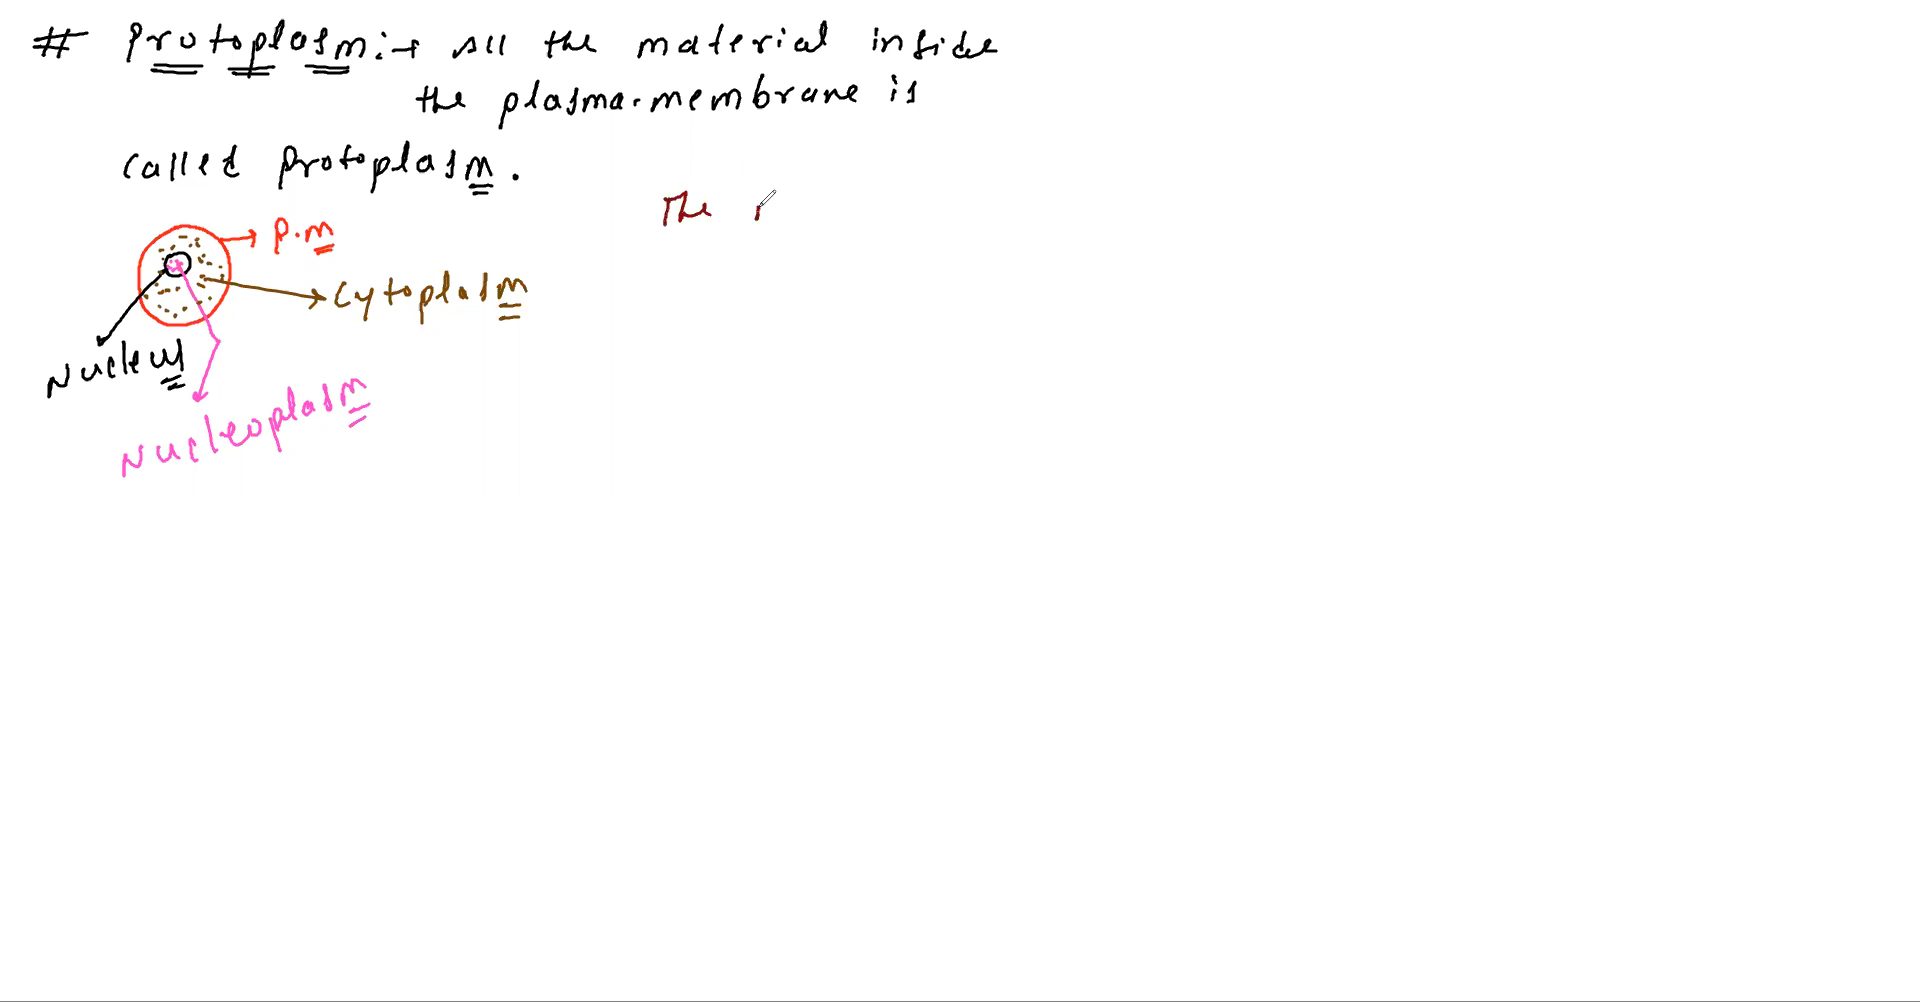 # Protoplasm:→ All the material inside
the plasma-membrane is
called protoplasm.
The
P.m
Cytoplasm
Nucleus
Nucleoplasm